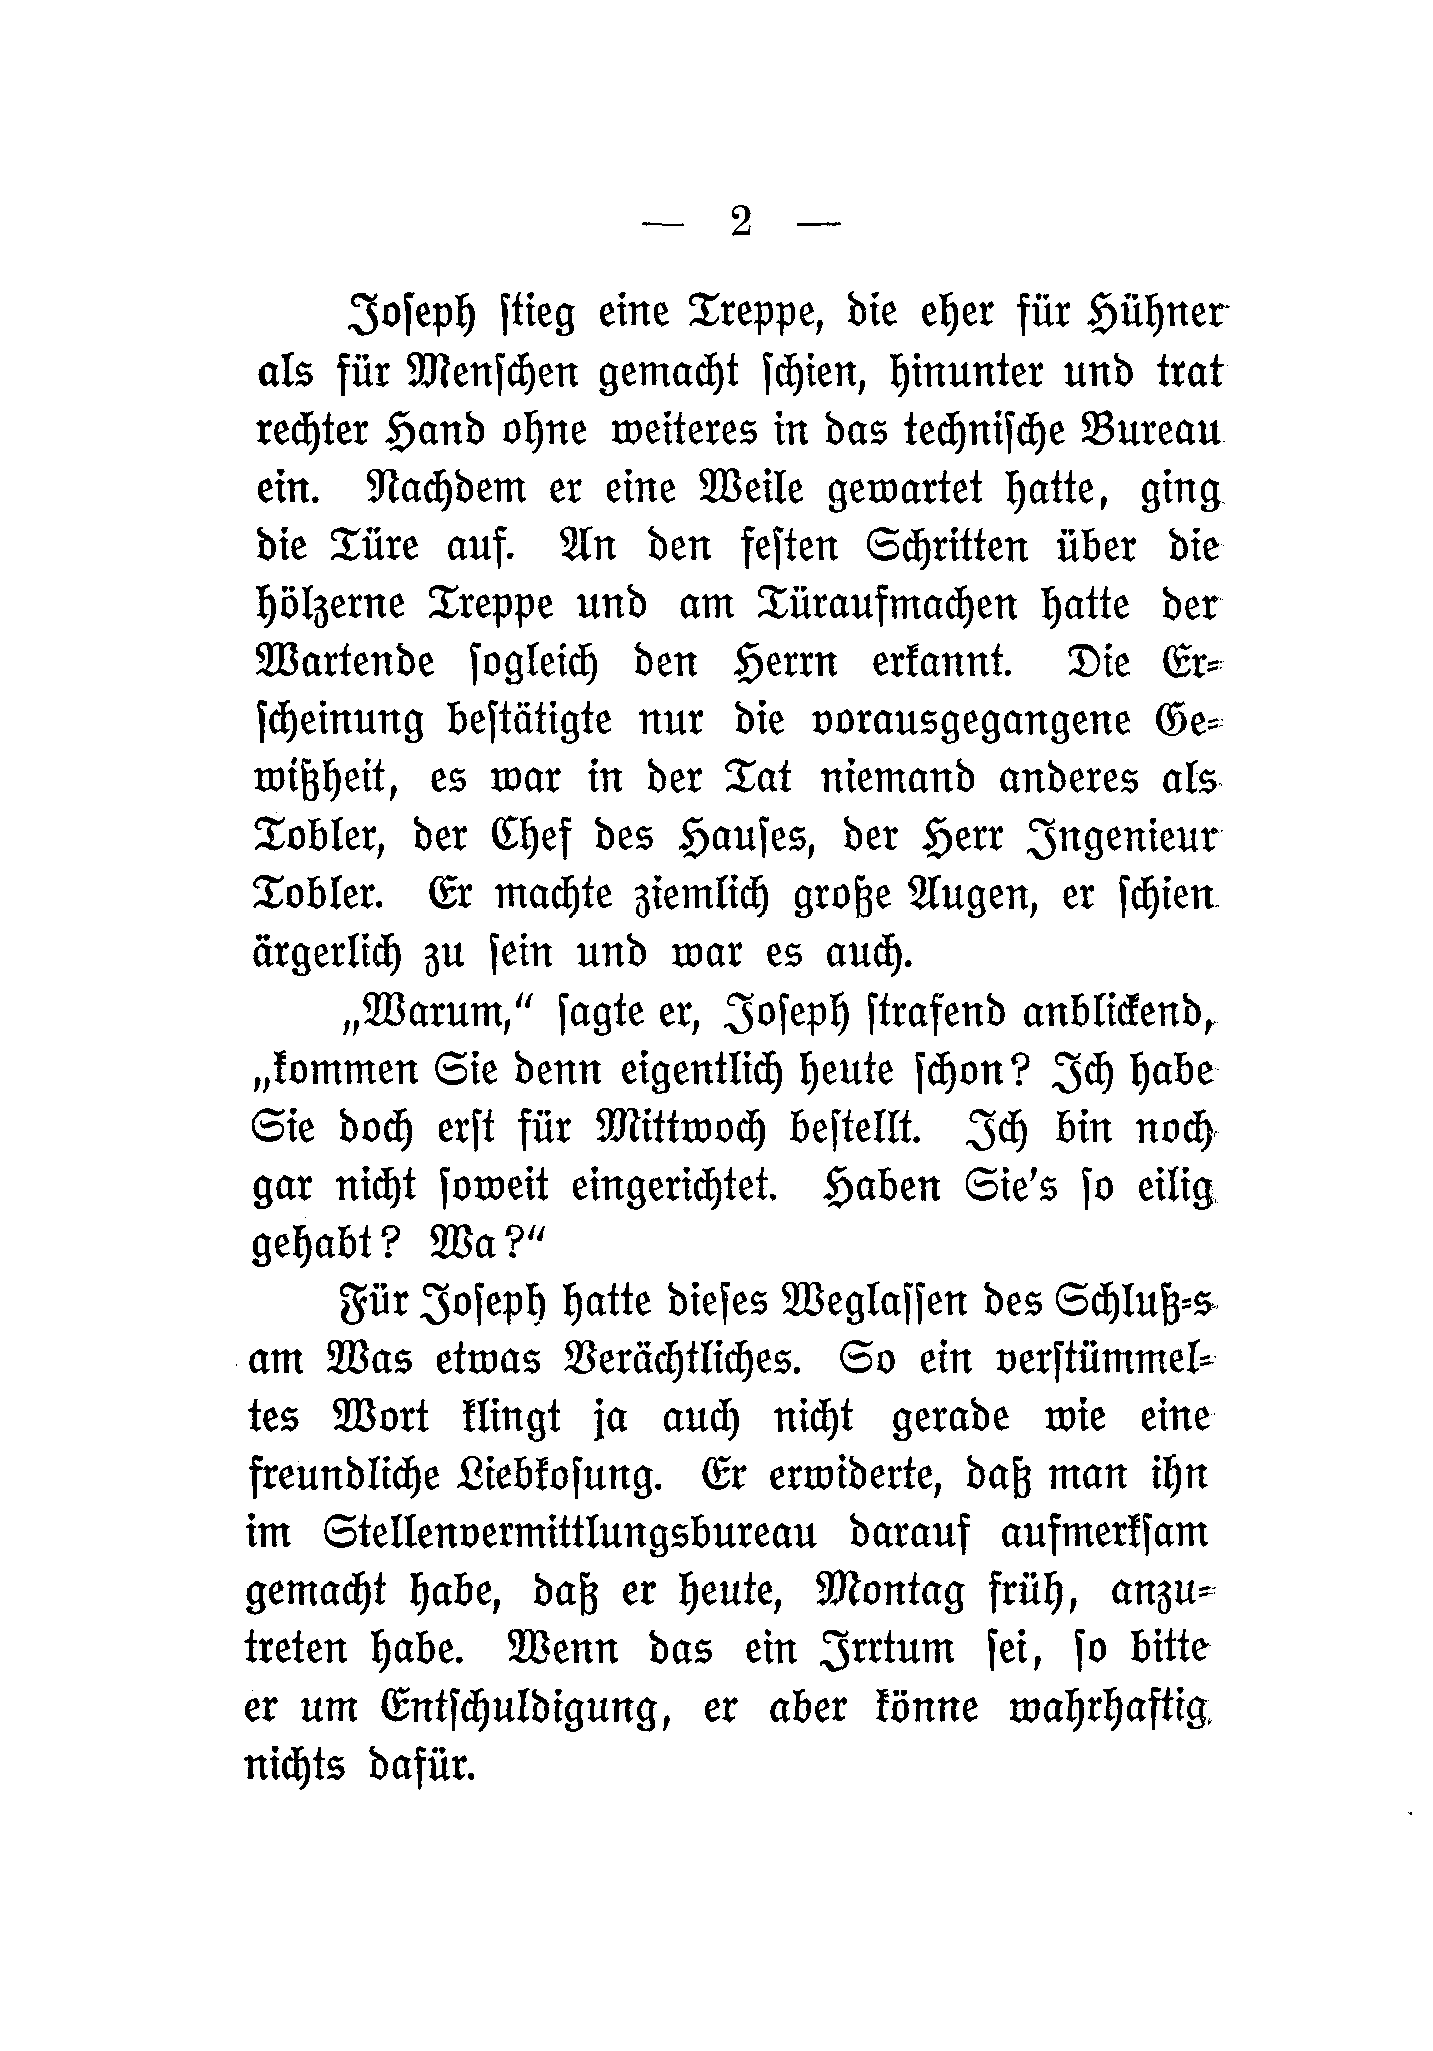 — 2 —
Joseph stieg eine Treppe, die eher für Hühner
als für Menschen gemacht schien, hinunter und trat
rechter Hand ohne weiteres in das technische Bureau
ein. Nachdem er eine Weile gewartet hatte, ging
die Türe auf. An den festen Schritten über die
hölzerne Treppe und am Türaufmachen hatte der
Wartende sogleich den Herrn erkannt. Die Er-
scheinung bestätigte nur die vorausgegangene Ge-
wißheit, es war in der Tat niemand anderes als
Tobler, der Chef des Hauses, der Herr Ingenieur
Tobler. Er machte ziemlich große Augen, er schien
ärgerlich zu sein und war es auch.
„Warum,“ sagte er, Joseph strafend anblickend,
„kommen Sie denn eigentlich heute schon? Ich habe
Sie doch erst für Mittwoch bestellt. Ich bin noch
gar nicht soweit eingerichtet. Haben Sie's so eilig
gehabt? Wa?“
Für Joseph hatte dieses Weglassen des Schluß-s
am Was etwas Verächtliches. So ein verstümmel-
tes Wort klingt ja auch nicht gerade wie eine
freundliche Liebkosung. Er erwiderte, daß man ihn
im Stellenvermittlungsbureau darauf aufmerksam
gemacht habe, daß er heute, Montag früh, anzu-
treten habe. Wenn das ein Irrtum sei, so bitte
er um Entschuldigung, er aber könne wahrhaftig
nichts dafür.